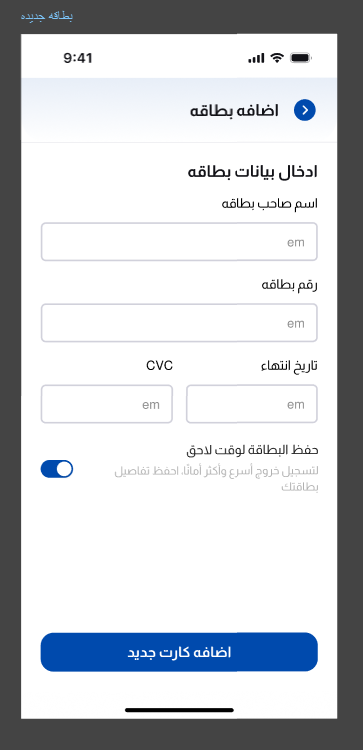 بطاقه جديده
9:41
اضافه بطاقه
ادخال بيانات بطاقه
اسم صاحب بطاقه
em
رقم بطاقه
em
تاريخ انتهاء
CVC
em
em
حفظ البطاقة لوقت لاحق
لتسجيل خروج أسرع وأكثر أمانًا، احفظ تفاصيل
بطاقتك
اضافه كارت جديد